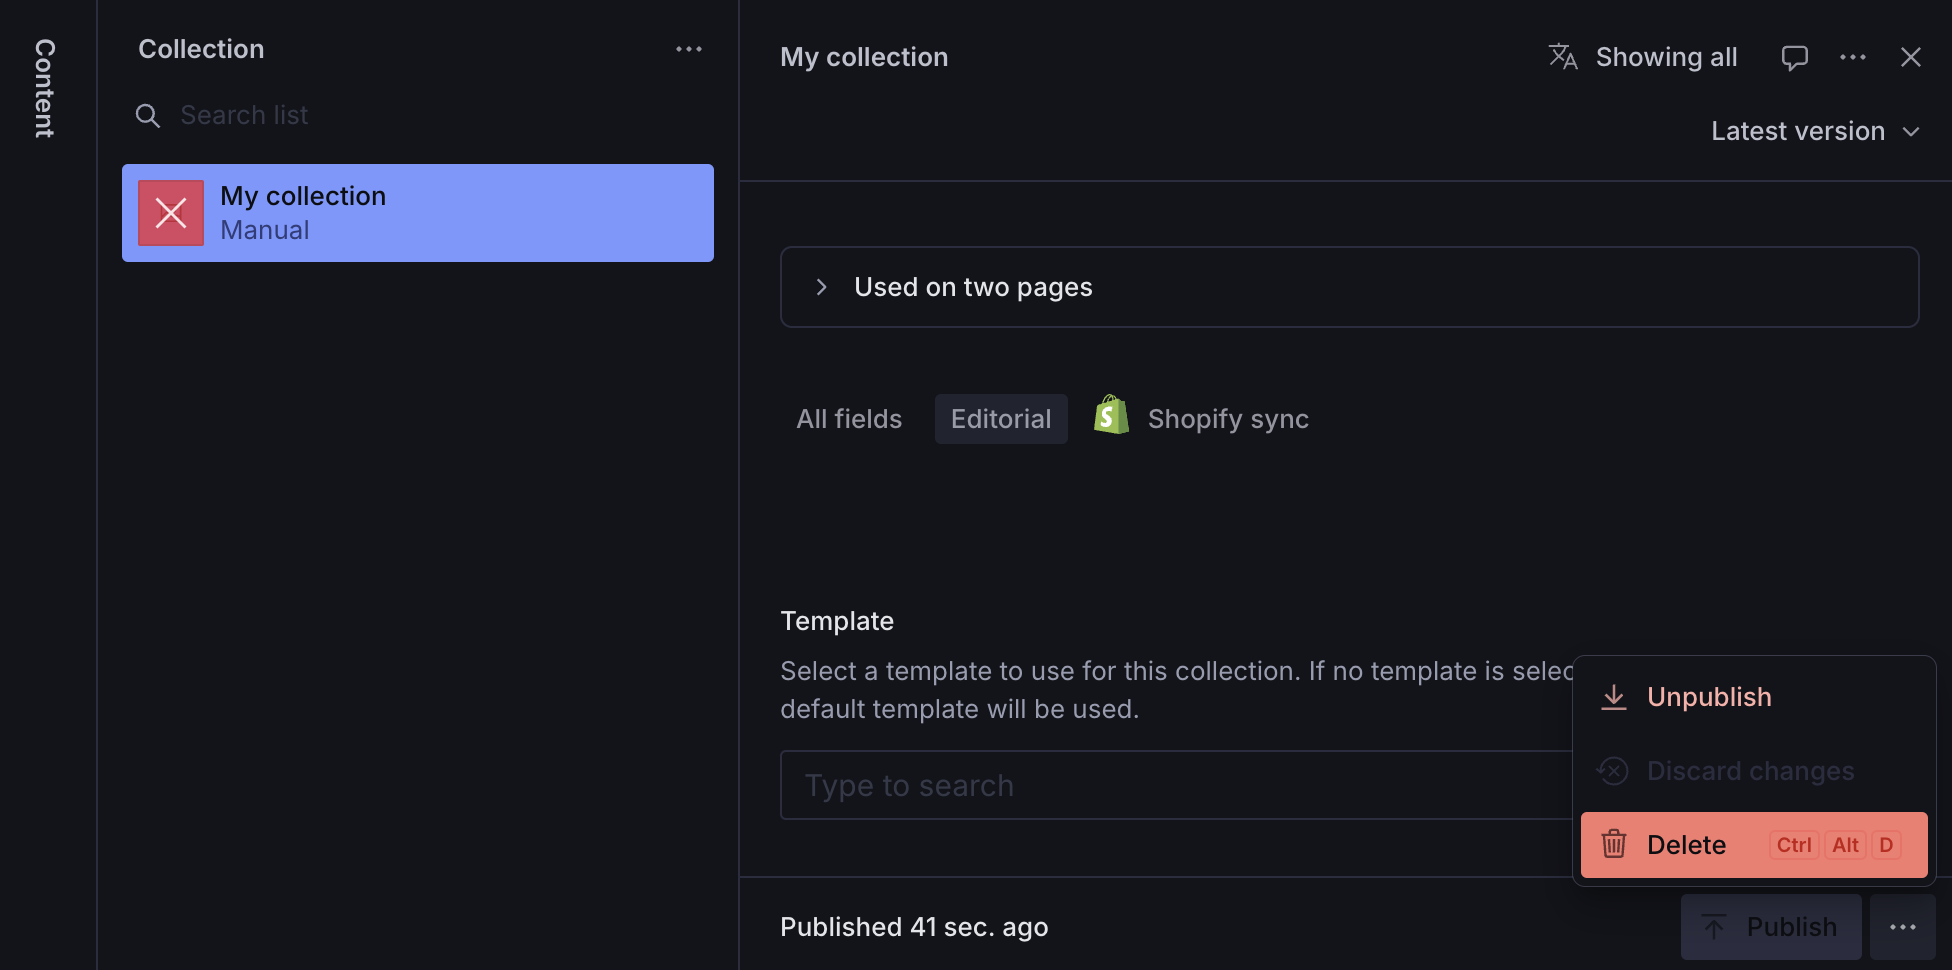 Content
Collection
Search list
My collection
Manual
My collection
Showing all
Latest version
Used on two pages
All fields
Editorial
Shopify sync
Template
Select a template to use for this collection. If no template is selec
default template will be used.
Type to search
Unpublish
Discard changes
Delete Ctrl Alt D
Published 41 sec. ago
Publish